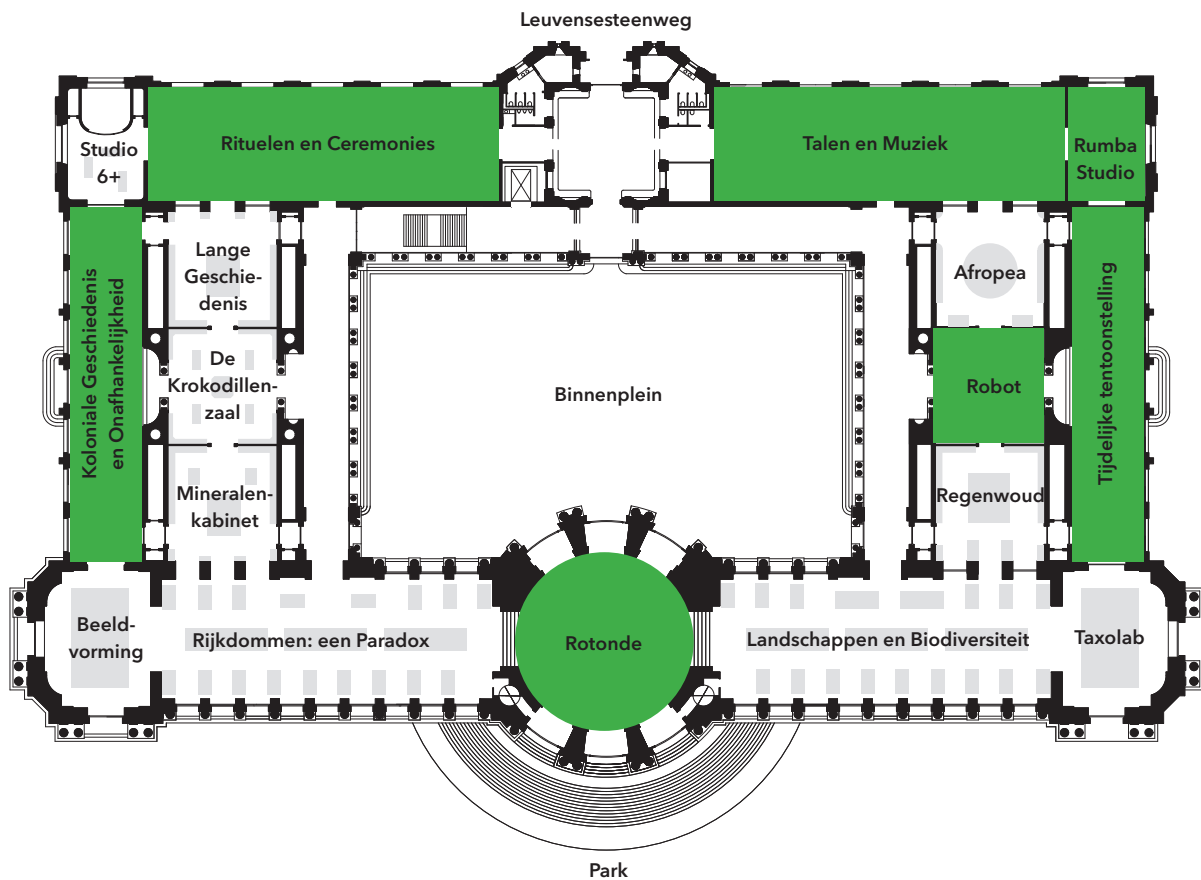 Leuvensesteenweg
Studio
6+
Rituelen en Ceremonies
Talen en Muziek
Rumba
Studio
Koloniale Geschiedenis
en Onafhankelijkheid
Lange
Geschie-
denis
De
Krokodillen-
zaal
Mineralen-
kabinet
Binnenplein
Afropea
Robot
Regenwoud
Tijdelijke tentoonstelling
Beeld-
vorming
Rijkdommen: een Paradox
Rotonde
Landschappen en Biodiversiteit
Taxolab
Park